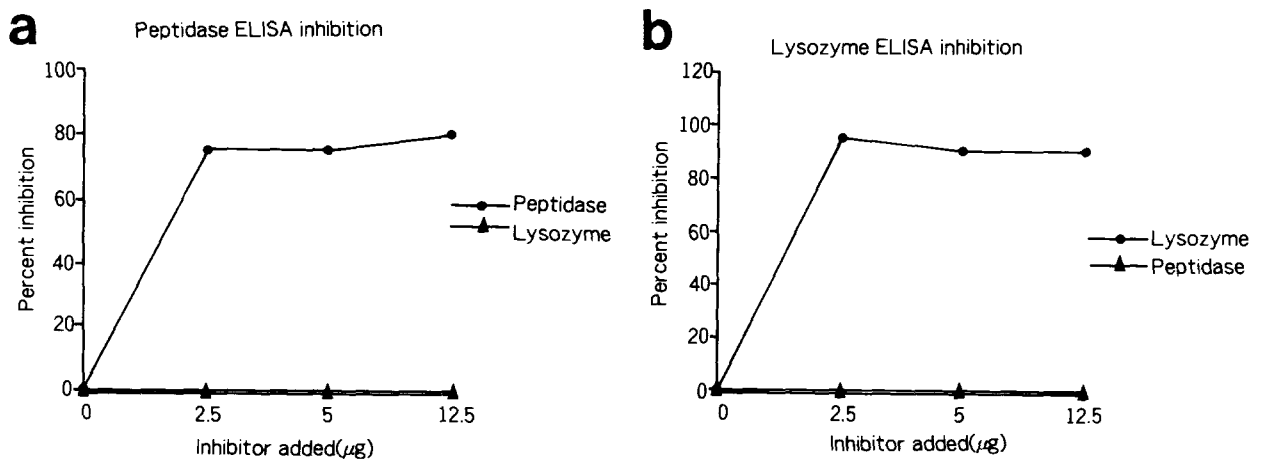 a
Peptidase ELISA inhibition
100
80
60
40
20
0
Percent inhibition
0 2.5 5 12.5
Inhibitor added(μg)
Peptidase
Lysozyme
b
Lysozyme ELISA inhibition
120
100
80
60
40
20
0
Percent inhibition
0 2.5 5 12.5
Inhibitor added(μg)
Lysozyme
Peptidase